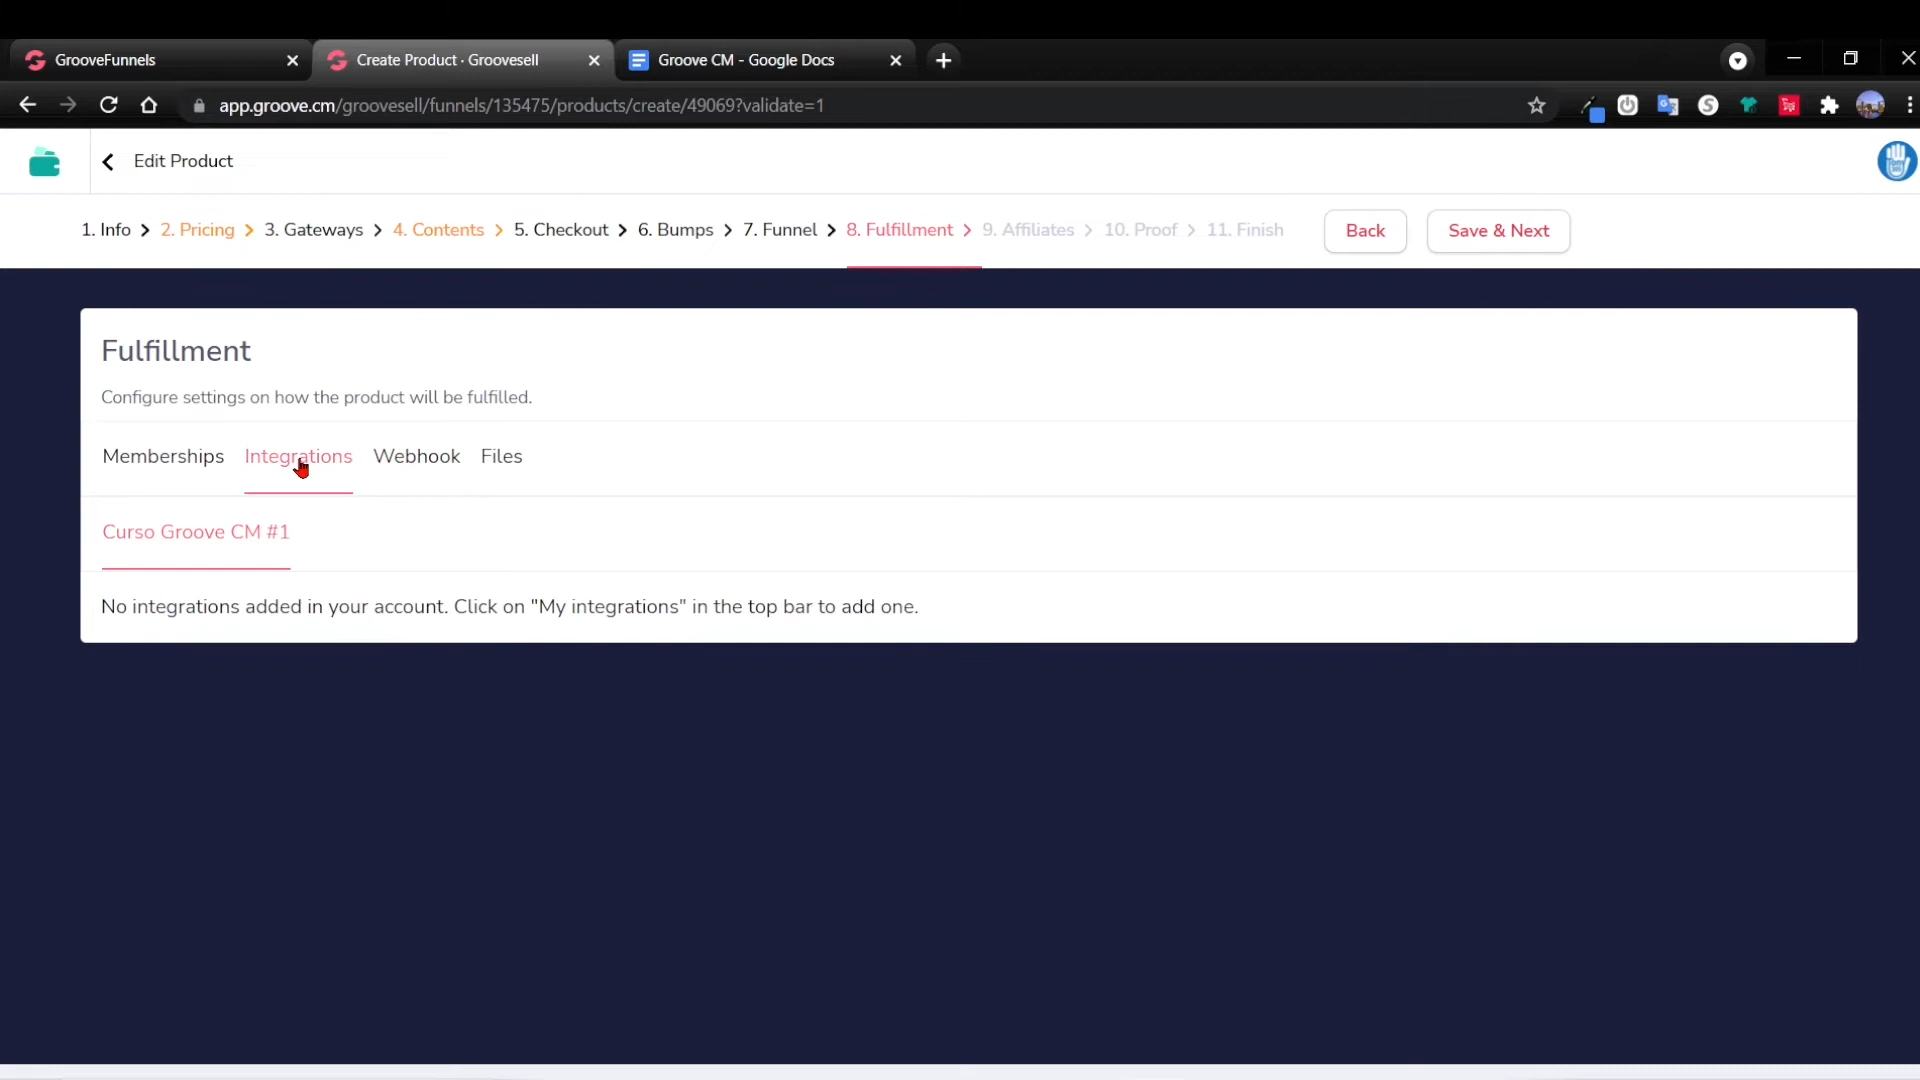 GrooveFunnels
Create Product · Groovesell
Groove CM - Google Docs
app.groove.cm/groovesell/funnels/135475/products/create/49069?validate=1
Edit Product
1. Info
2. Pricing
3. Gateways
4. Contents
5. Checkout
6. Bumps
7. Funnel
8. Fulfillment
9. Affiliates
10. Proof
11. Finish
Back
Save & Next
Fulfillment
Configure settings on how the product will be fulfilled.
Memberships
Integrations
Webhook
Files
Curso Groove CM #1
No integrations added in your account. Click on "My integrations" in the top bar to add one.